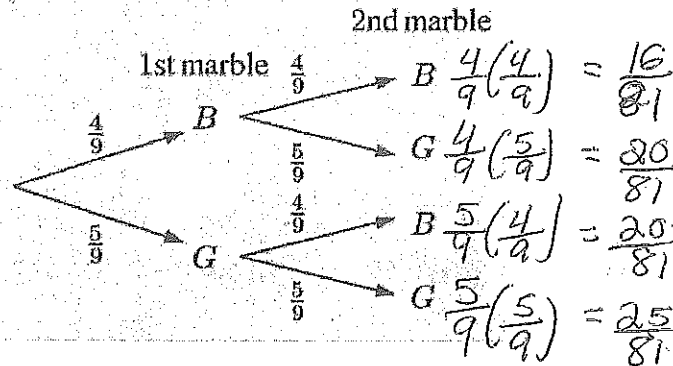 2nd marble
1st marble
4/9 B 4/9 B 4/9(4/9) = 16/81
5/9 G 4/9(5/9) = 20/81
5/9 G 4/9 B 5/9(4/9) = 20/81
5/9 G 5/9(5/9) = 25/81